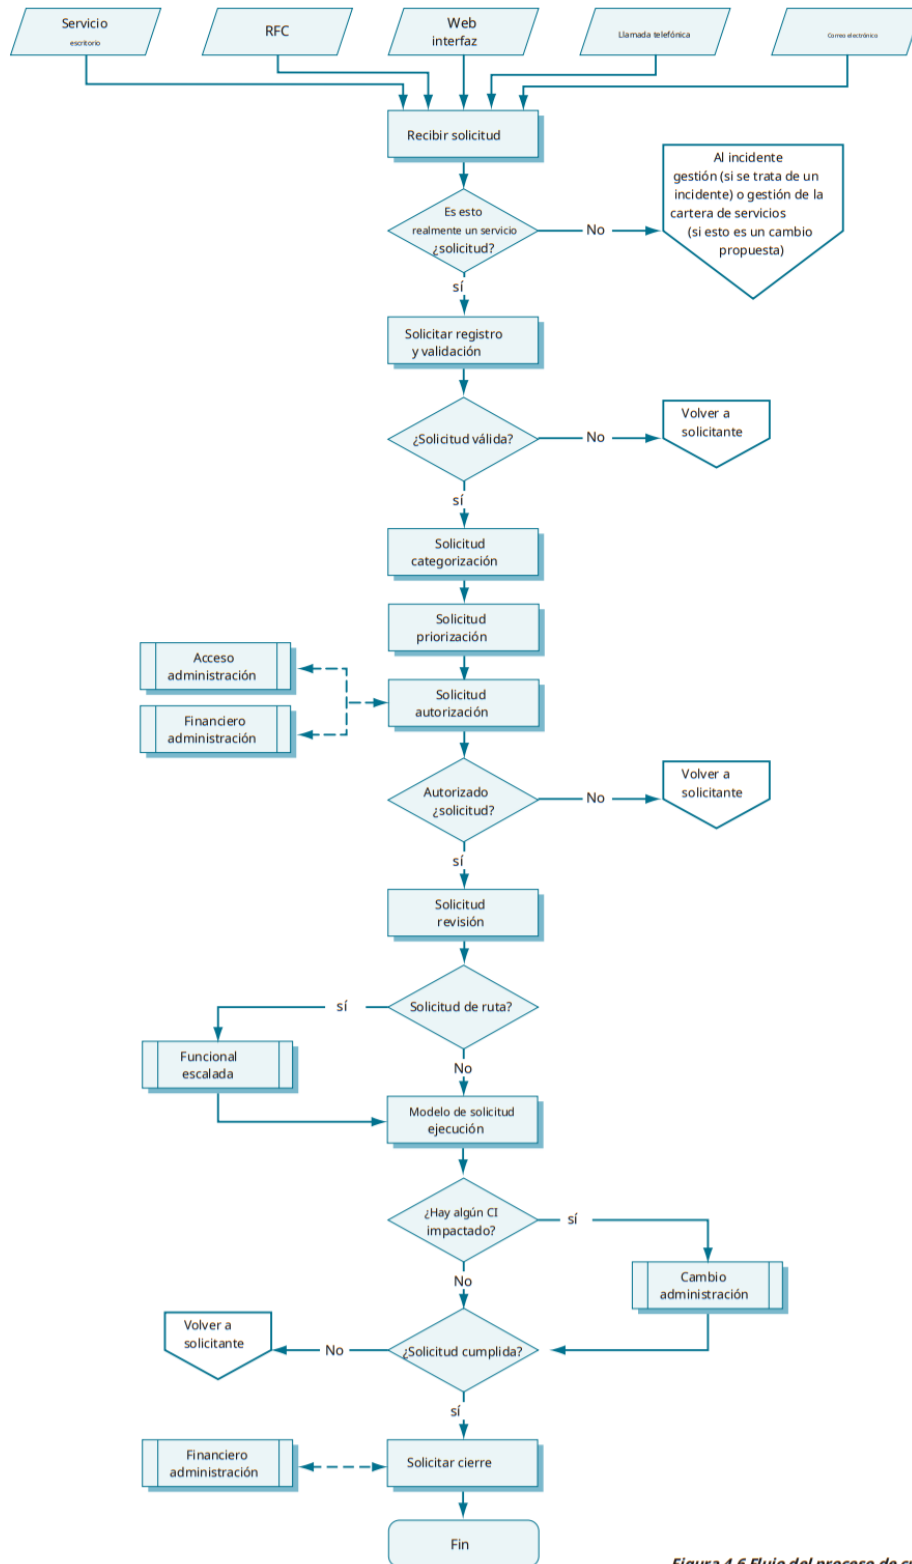 Servicio
escritorio
RFC
Web
interfaz
Llamada telefónica
Correo electrónico
Recibir solicitud
Es esto
realmente un servicio
¿solicitud?
No
Al incidente
gestión (si se trata de un
incidente) o gestión de la
cartera de servicios
(si esto es un cambio
propuesta)
sí
Solicitar registro
y validación
¿Solicitud válida?
No
Volver a
solicitante
sí
Solicitud
categorización
Solicitud
priorización
Acceso
administración
Financiero
administración
Solicitud
autorización
Autorizado
¿solicitud?
No
Volver a
solicitante
sí
Solicitud
revisión
Solicitud de ruta?
sí
Funcional
escalada
No
Modelo de solicitud
ejecución
¿Hay algún CI
impactado?
sí
Cambio
administración
No
¿Solicitud cumplida?
No
Volver a
solicitante
sí
Financiero
administración
Solicitar cierre
Fin
Figura 4.6 Flujo del proceso de